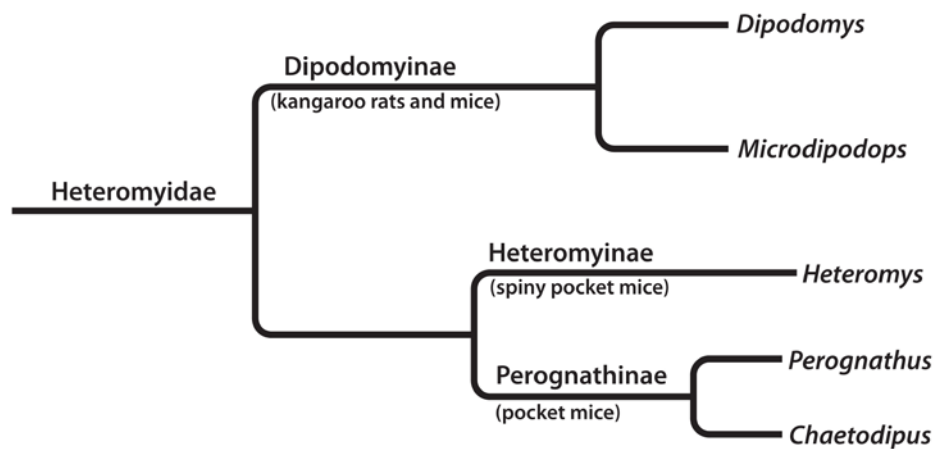 Dipodomys
Dipodomyinae
(kangaroo rats and mice)
Microdipodops
Heteromyidae
Heteromyinae
(spiny pocket mice)
Heteromys
Perognathus
Perognathinae
(pocket mice)
Chaetodipus